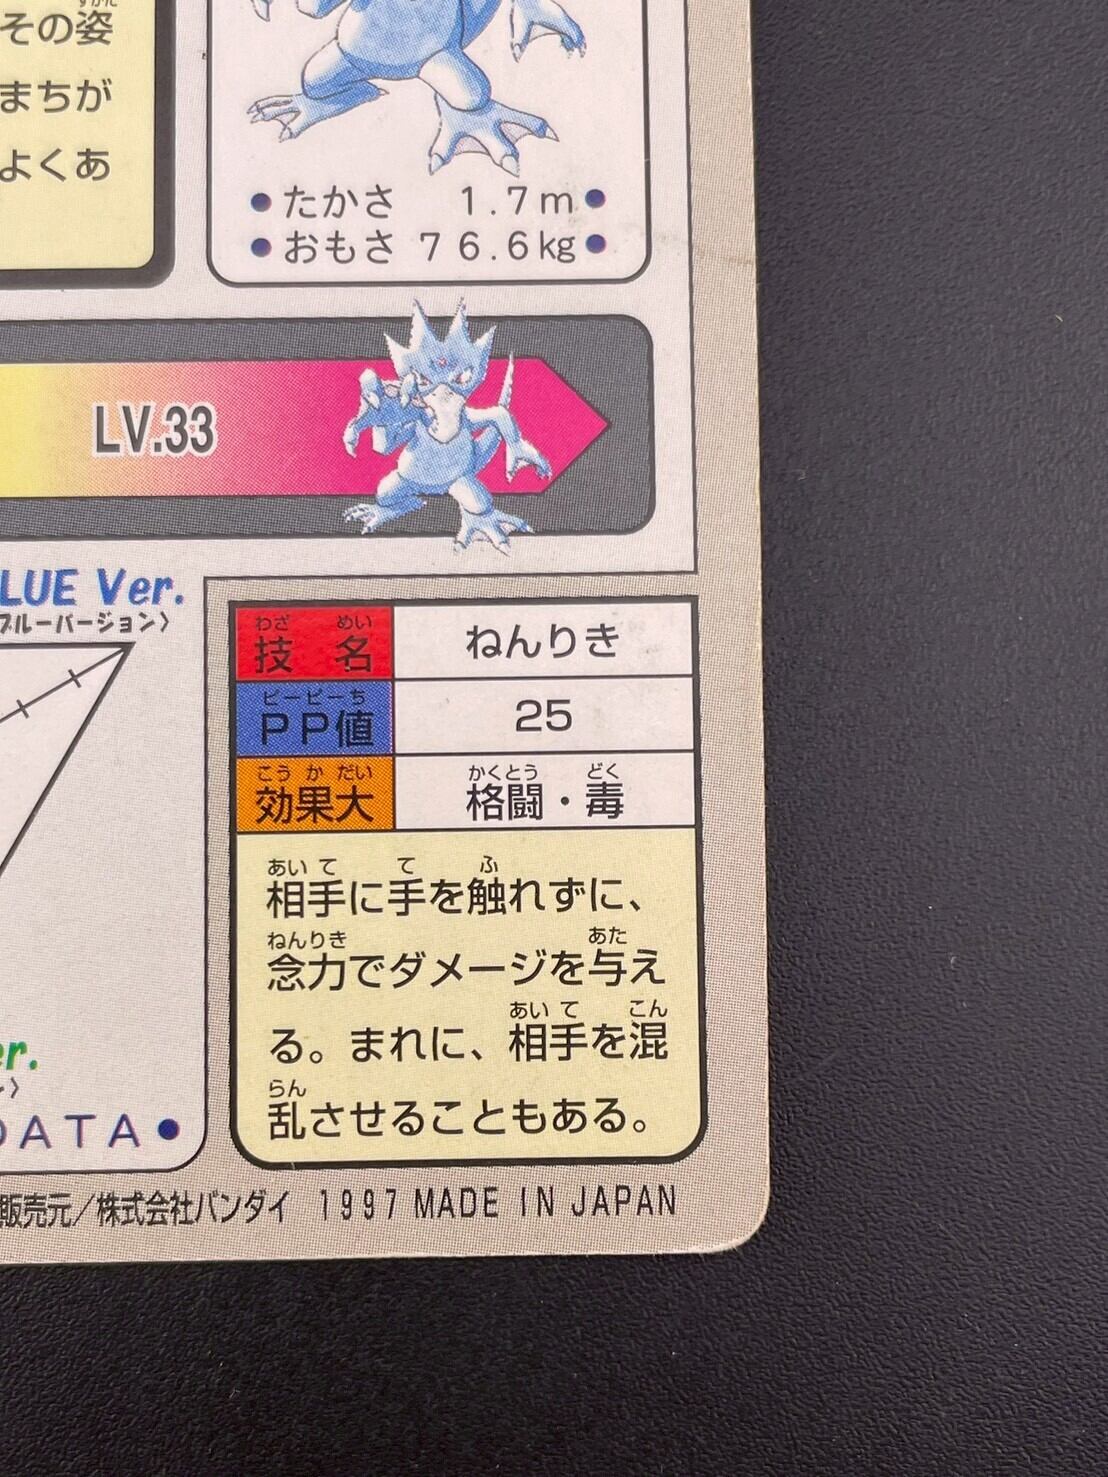 その姿
まちが
よくあ
●たかさ 1.7m●
●おもさ 76.6kg●
LV.33
LUE Ver.
ブルーバージョン〉
わざ めい
技 名 ねんりき
ピーピーち
PP値 25
こうかだい かくとう どく
効果大 格闘・毒
あいて て ふ
相手に手を触れずに、
ねんりき あた
念力でダメージを与え
あいて こん
る。まれに、相手を混
らん
乱させることもある。
er.
DATA●
販売元/株式会社バンダイ 1997 MADE IN JAPAN